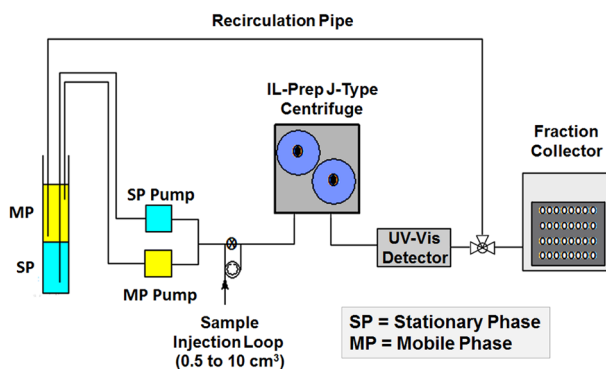 Recirculation Pipe
IL-Prep J-Type
Centrifuge
Fraction
Collector
SP Pump
MP
SP
MP Pump
UV-Vis
Detector
Sample
Injection Loop
(0.5 to 10 cm³)
SP = Stationary Phase
MP = Mobile Phase